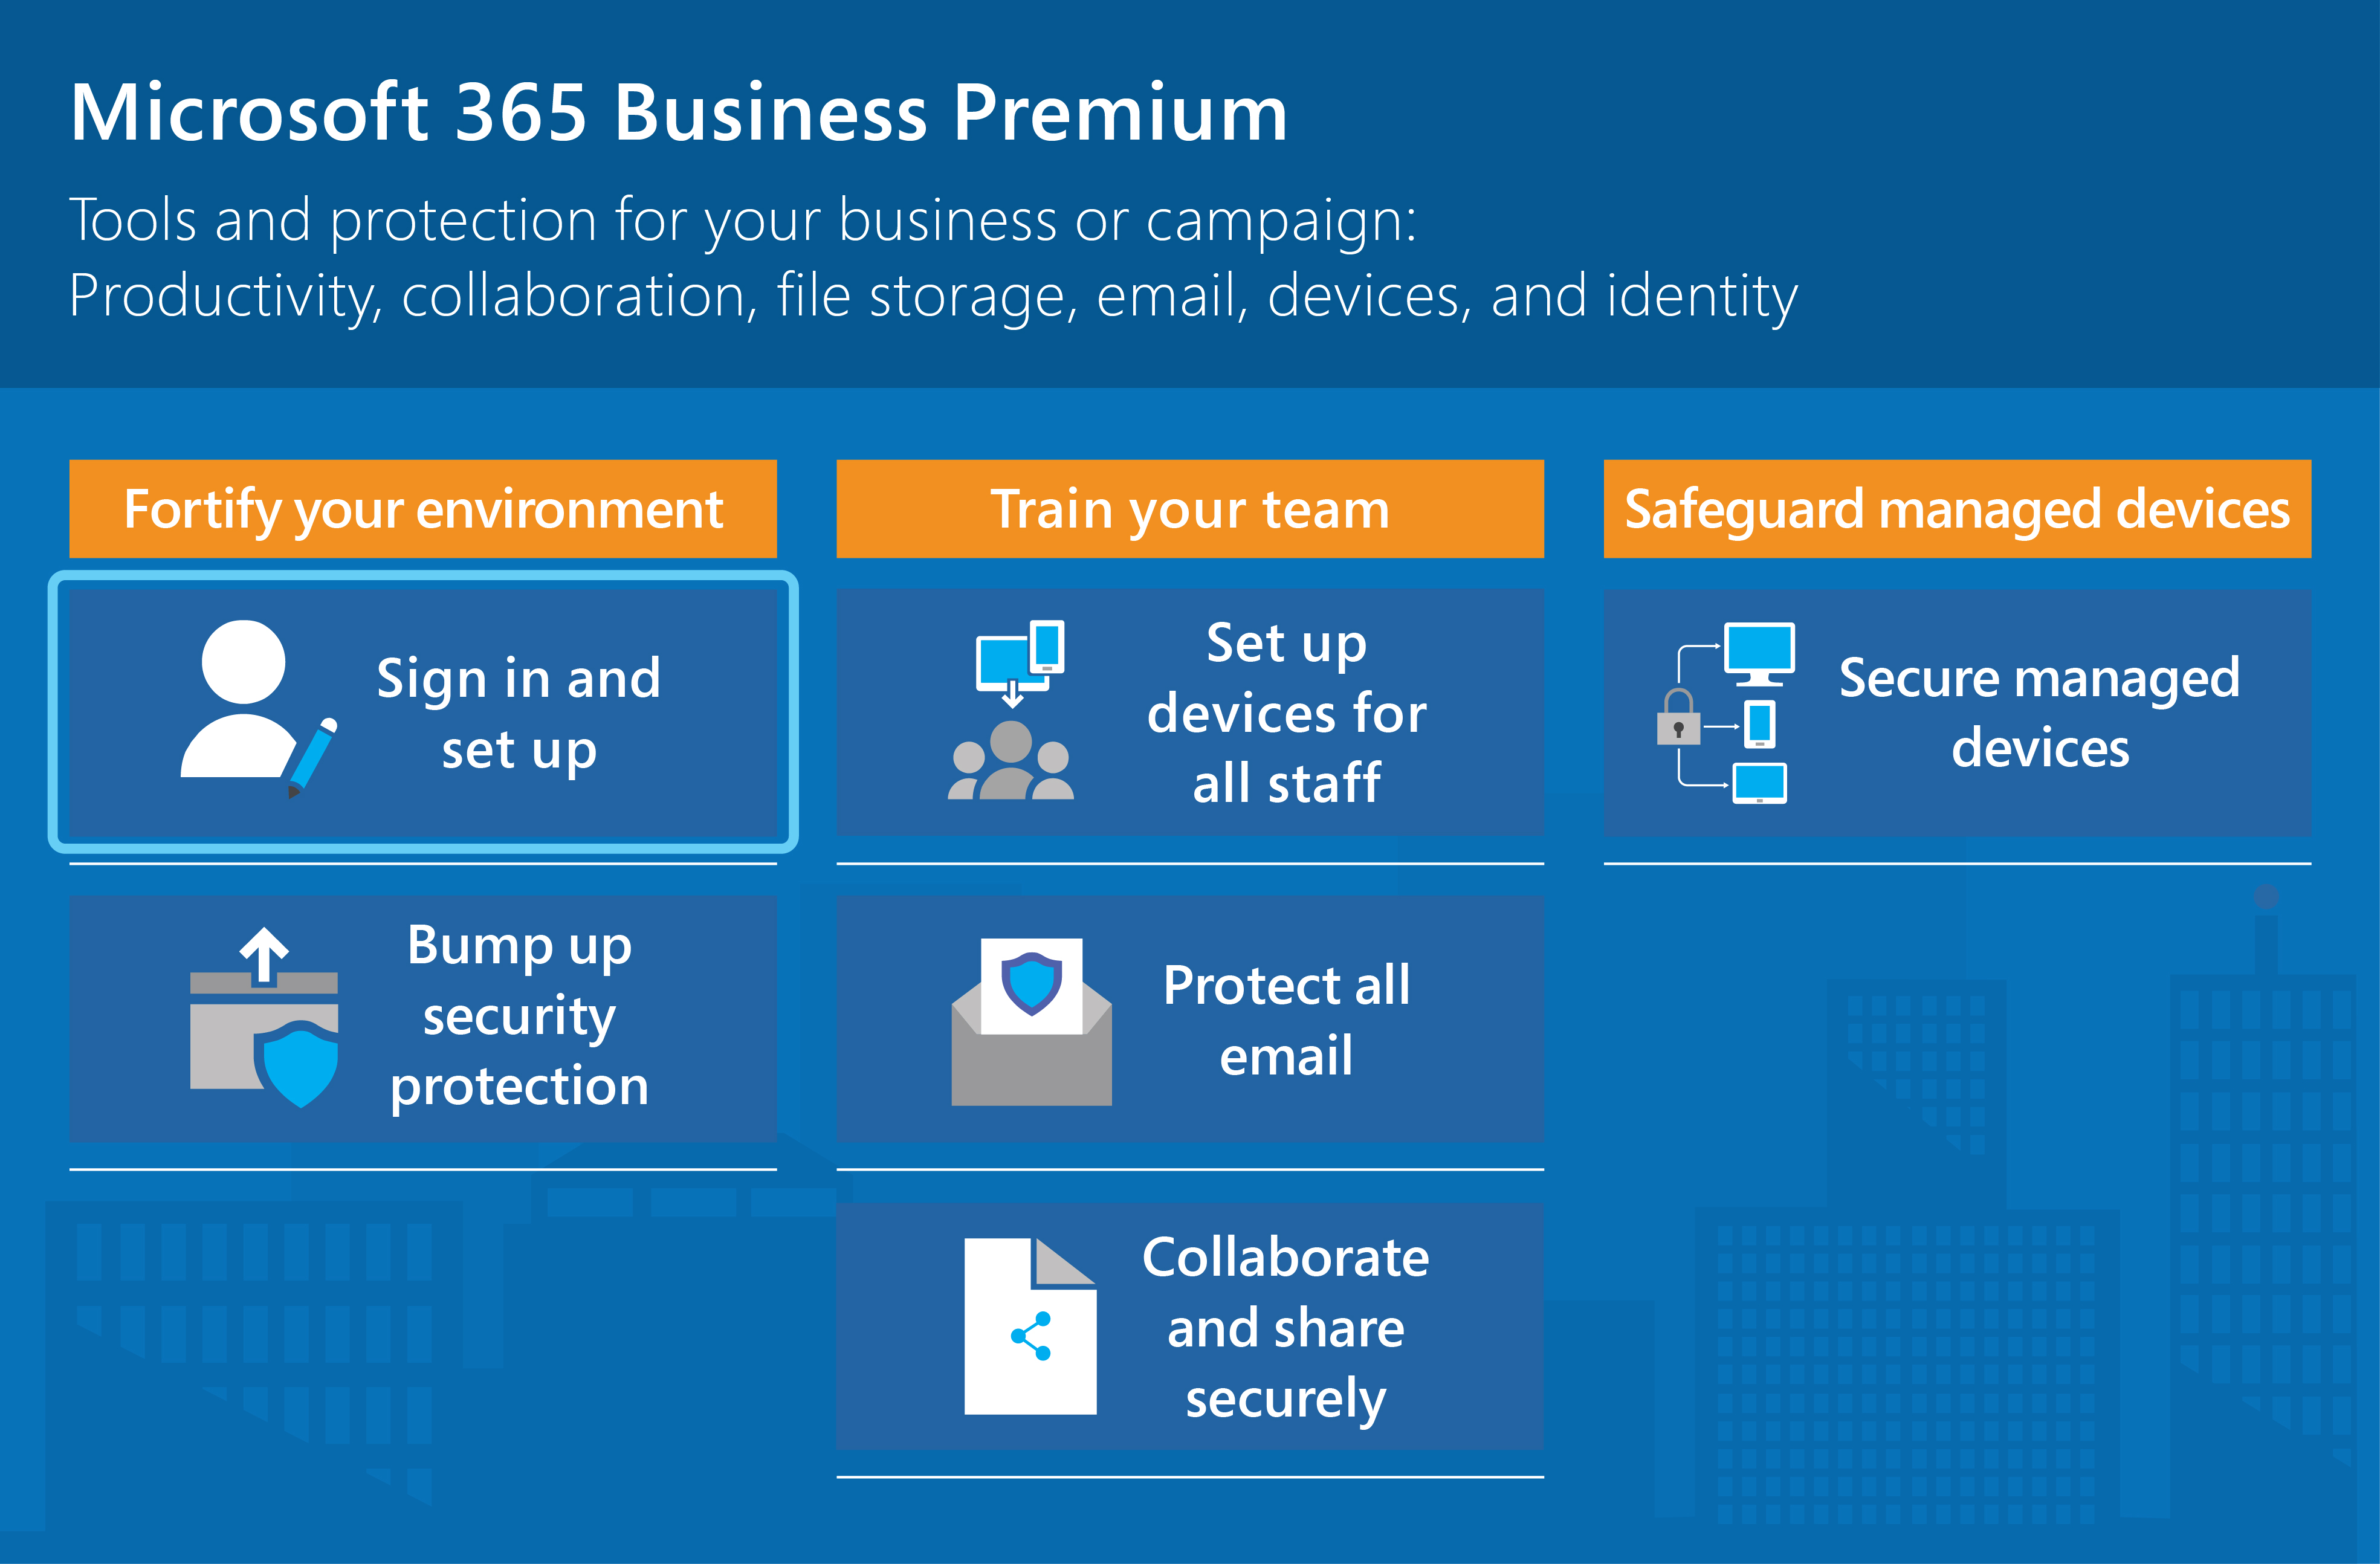 Microsoft 365 Business Premium
Tools and protection for your business or campaign:
Productivity, collaboration, file storage, email, devices, and identity
Fortify your environment
Sign in and
set up
Bump up
security
protection
Train your team
Set up
devices for
all staff
Protect all
email
Collaborate
and share
securely
Safeguard managed devices
Secure managed
devices